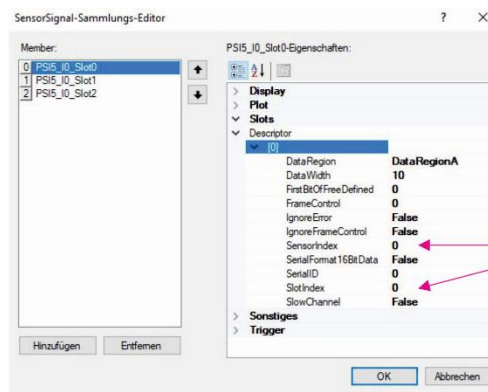 SensorSignal-Sammlungs-Editor
? X
Member:
PSI5_I0_Slot0-Eigenschaften:
0 PSI5_I0_Slot0
1 PSI5_I0_Slot1
2 PSI5_I0_Slot2
Display
Plot
Slots
Descriptor
[0]
DataRegion DataRegionA
DataWidth 10
FirstBitOfFreeDefined 0
FrameControl 0
IgnoreError False
IgnoreFrameControl False
SensorIndex 0
SerialFormat16BitData False
SerialID 0
SlotIndex 0
SlowChannel False
Sonstiges
Trigger
Hinzufügen Entfernen
OK Abbrechen